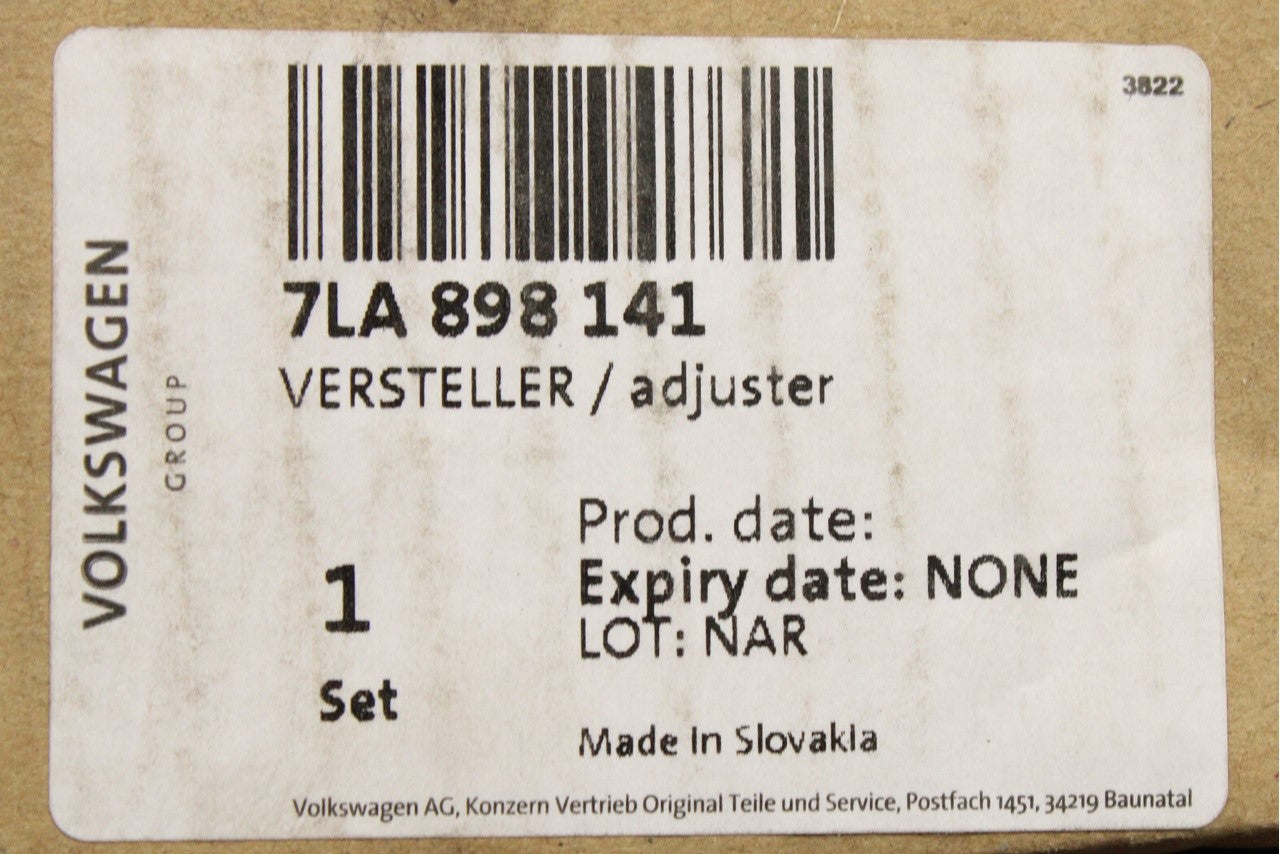 3822
VOLKSWAGEN
GROUP
7LA 898 141
VERSTELLER / adjuster
Prod. date:
Expiry date: NONE
LOT: NAR
1
Set
Made in Slovakia
Volkswagen AG, Konzern Vertrieb Original Teile und Service, Postfach 1451, 34219 Baunatal